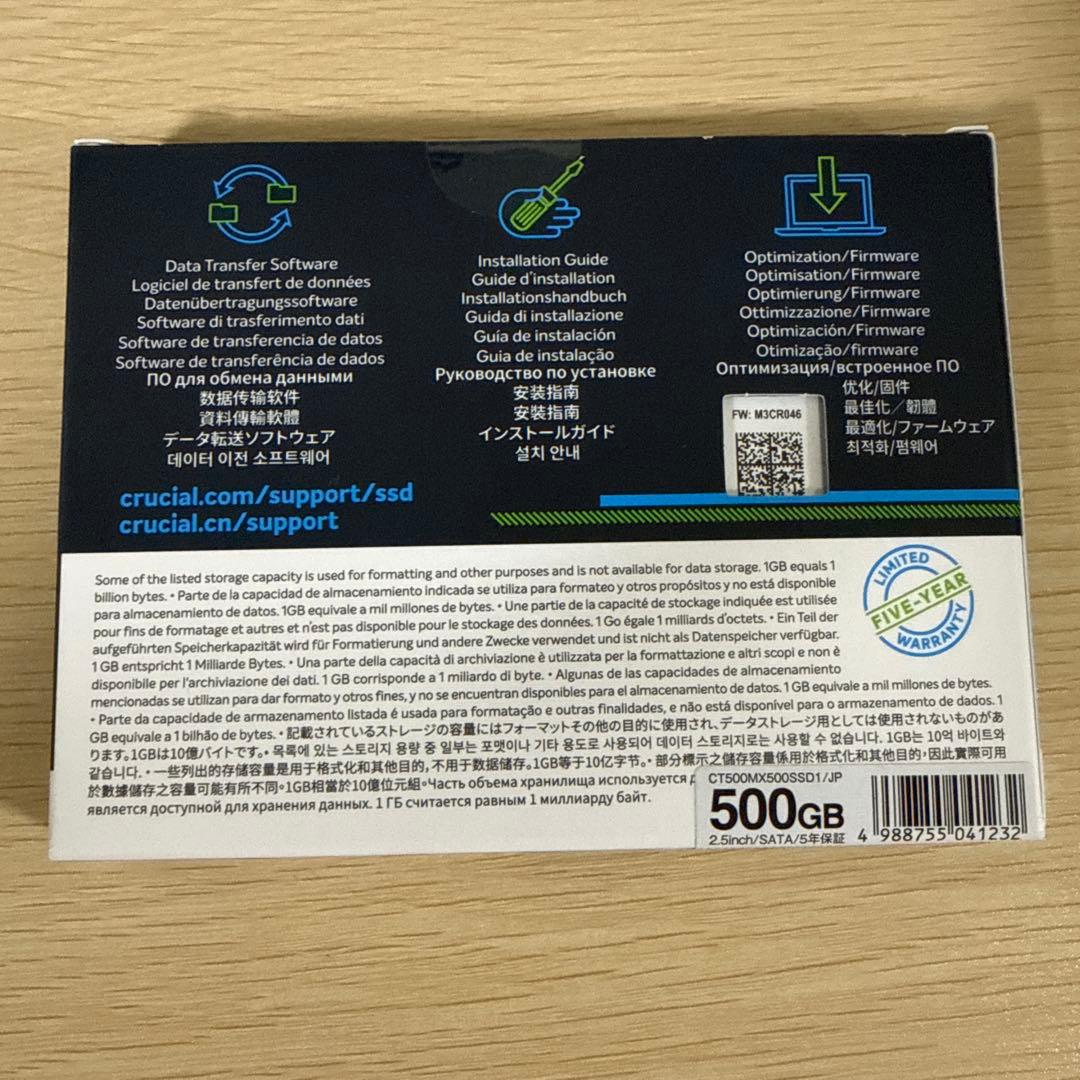 Data Transfer Software
Logiciel de transfert de données
Datenübertragungssoftware
Software di trasferimento dati
Software de transferencia de datos
Software de transferência de dados
ПО для обмена данными
数据传输软件
資料傳輸軟體
データ転送ソフトウェア
데이터 이전 소프트웨어
crucial.com/support/ssd
crucial.cn/support
Installation Guide
Guide d'installation
Installationshandbuch
Guida di installazione
Guía de instalación
Guia de instalação
Руководство по установке
安装指南
安裝指南
インストールガイド
설치 안내
Optimization/Firmware
Optimisation/Firmware
Optimierung/Firmware
Ottimizzazione/Firmware
Optimización/Firmware
Otimização/firmware
Оптимизация/встроенное ПО
优化/固件
最佳化／韌體
最適化/ファームウェア
최적화/펌웨어
FW: M3CR046
Some of the listed storage capacity is used for formatting and other purposes and is not available for data storage. 1GB equals 1
billion bytes. • Parte de la capacidad de almacenamiento indicada se utiliza para formateo y otros propósitos y no está disponible
para almacenamiento de datos. 1GB equivale a mil millones de bytes. • Une partie de la capacité de stockage indiquée est utilisée
pour fins de formatage et autres et n'est pas disponible pour le stockage des données. 1 Go égale 1 milliards d'octets. • Ein Teil der
aufgeführten Speicherkapazität wird für Formatierung und andere Zwecke verwendet und ist nicht als Datenspeicher verfügbar.
1 GB entspricht 1 Milliarde Bytes. • Una parte della capacità di archiviazione è utilizzata per la formattazione e altri scopi e non è
disponibile per l'archiviazione dei dati. 1 GB corrisponde a 1 miliardo di byte. • Algunas de las capacidades de almacenamiento
mencionadas se utilizan para dar formato y otros fines, y no se encuentran disponibles para el almacenamiento de datos. 1 GB equivale a mil millones de bytes.
• Parte da capacidade de armazenamento listada é usada para formatação e outras finalidades, e não está disponível para o armazenamento de dados. 1
GB equivale a 1 bilhão de bytes. • 記載されているストレージの容量にはフォーマットその他の目的に使用され、データストレージ用としては使用されないものがあ
ります。1GBは10億バイトです。• 목록에 있는 스토리지 용량 중 일부는 포맷이나 기타 용도로 사용되어 데이터 스토리지로는 사용할 수 없습니다. 1GB는 10억 바이트와
같습니다. • 一些列出的存储容量是用于格式化和其他目的,不用于数据储存。1GB等于10亿字节。• 部分標示之儲存容量係用於格式化和其他目的，因此實際可用
於數據儲存之容量可能有所不同。1GB相當於10億位元組。•Часть объема хранилища используется д
является доступной для хранения данных. 1 ГБ считается равным 1 миллиарду байт.
LIMITED
FIVE-YEAR
WARRANTY
CT500MX500SSD1/JP
500GB
2.5inch/SATA/5年保証
4 988755 041232